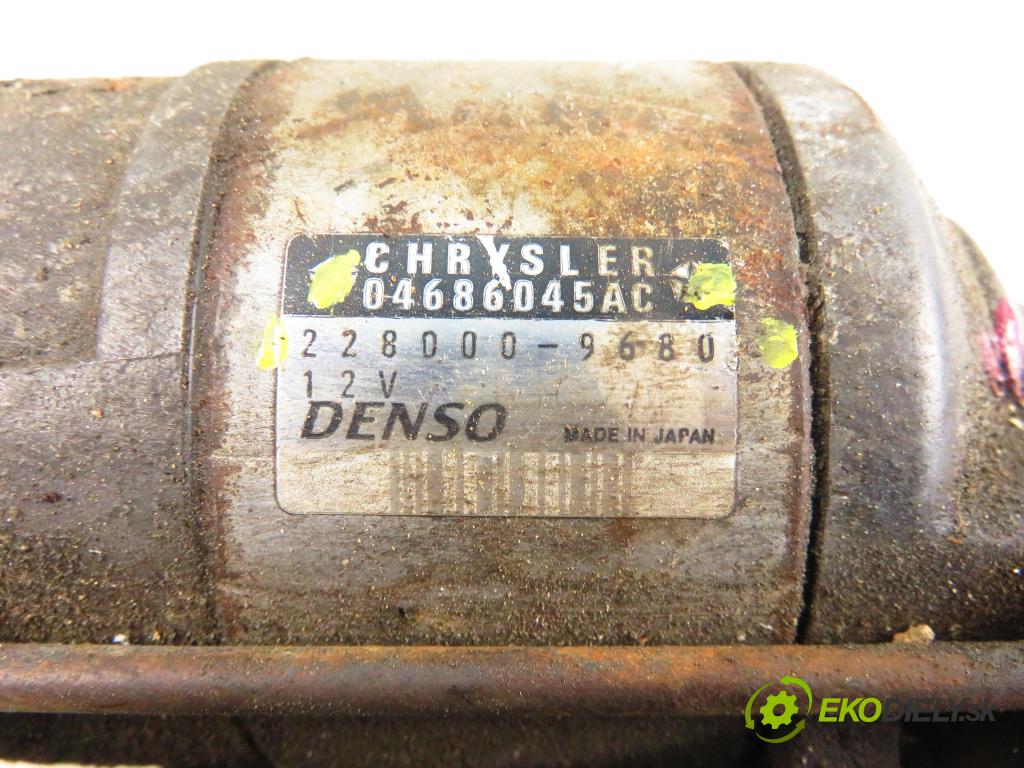 CHRYSLER
04686045AC
228000-9680
12V
DENSO MADE IN JAPAN
EKODIELY.SK